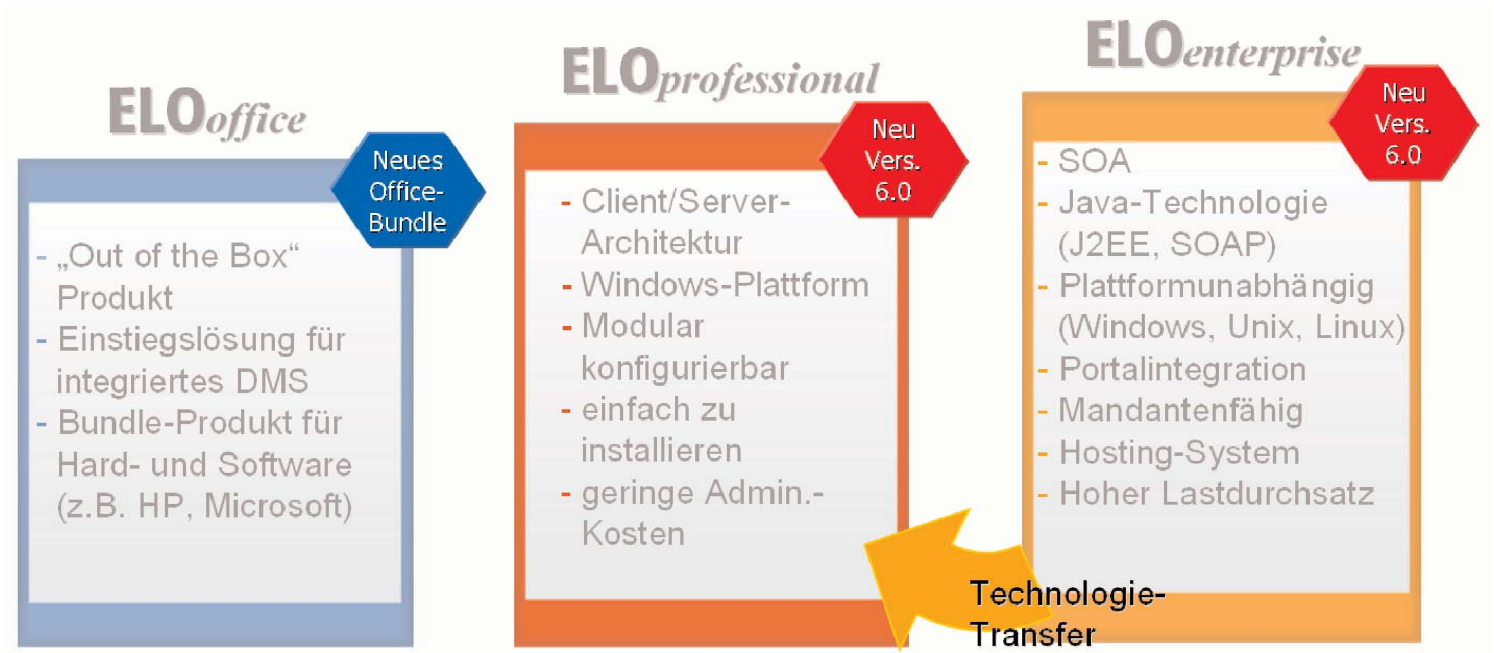 ELOoffice
Neues
Office-
Bundle
- „Out of the Box“
Produkt
- Einstiegslösung für
integriertes DMS
- Bundle-Produkt für
Hard- und Software
(z.B. HP, Microsoft)
ELOprofessional
Neu
Vers.
6.0
- Client/Server-
Architektur
- Windows-Plattform
- Modular
konfigurierbar
- einfach zu
installieren
- geringe Admin.-
Kosten
ELOenterprise
Neu
Vers.
6.0
- SOA
- Java-Technologie
(J2EE, SOAP)
- Plattformunabhängig
(Windows, Unix, Linux)
- Portalintegration
- Mandantenfähig
- Hosting-System
- Hoher Lastdurchsatz
Technologie-
Transfer